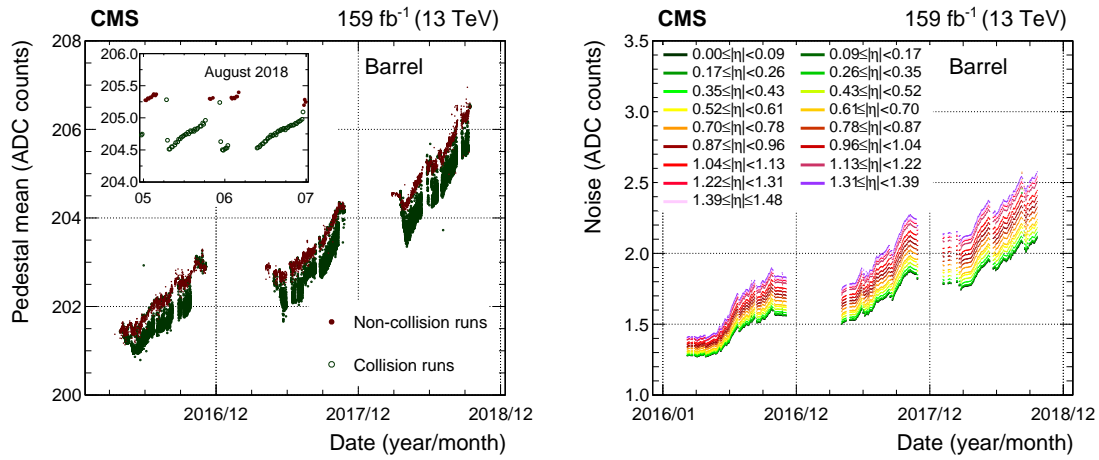 CMS 159 fb⁻¹ (13 TeV)
Pedestal mean (ADC counts)
208
206
204
202
200
Barrel
August 2018
206.0
205.5
205.0
204.5
204.0
05 06 07
Non-collision runs
Collision runs
2016/12 2017/12 2018/12
Date (year/month)
CMS 159 fb⁻¹ (13 TeV)
Noise (ADC counts)
3.5
3.0
2.5
2.0
1.5
1.0
Barrel
0.00≤|η|<0.09 0.09≤|η|<0.17
0.17≤|η|<0.26 0.26≤|η|<0.35
0.35≤|η|<0.43 0.43≤|η|<0.52
0.52≤|η|<0.61 0.61≤|η|<0.70
0.70≤|η|<0.78 0.78≤|η|<0.87
0.87≤|η|<0.96 0.96≤|η|<1.04
1.04≤|η|<1.13 1.13≤|η|<1.22
1.22≤|η|<1.31 1.31≤|η|<1.39
1.39≤|η|≤1.48
2016/01 2016/12 2017/12 2018/12
Date (year/month)